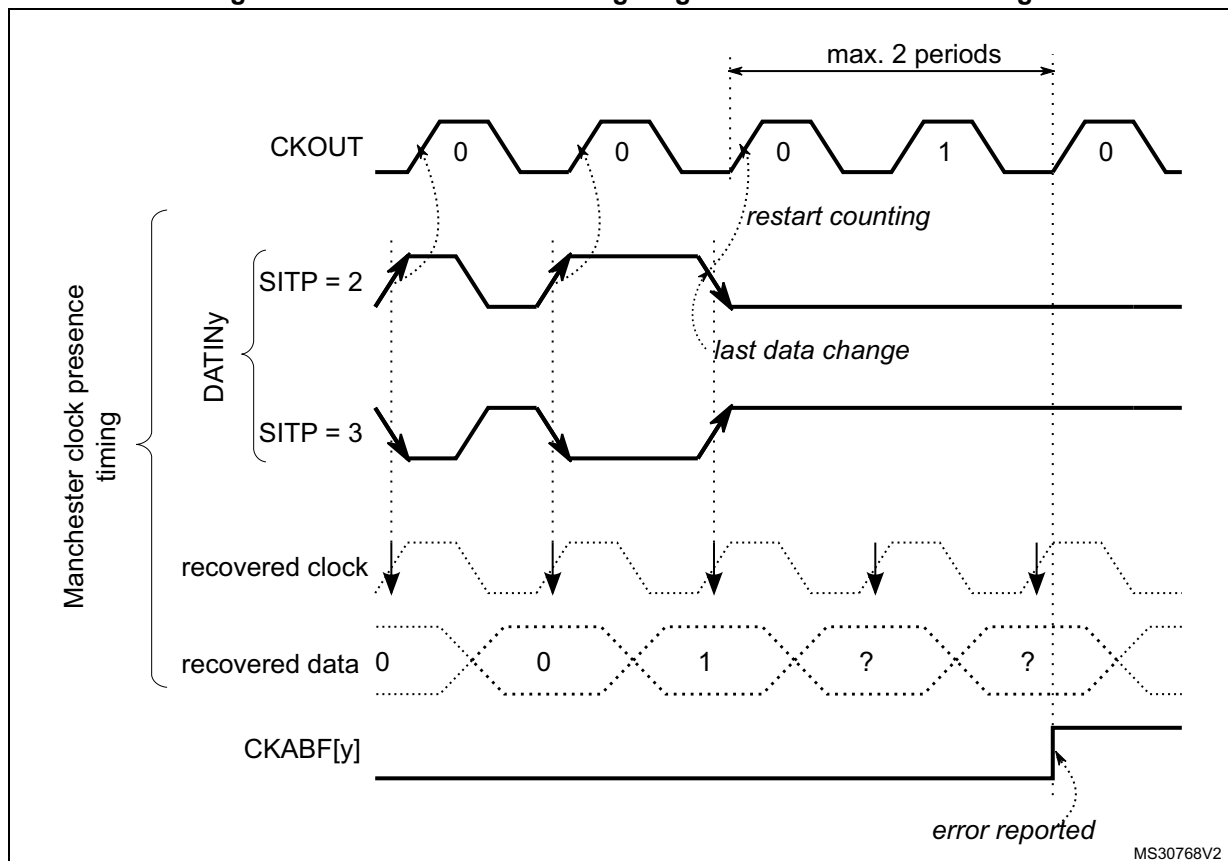 max. 2 periods
CKOUT
0 0 0 1 0
restart counting
SITP = 2
last data change
DATINy
SITP = 3
Manchester clock presence
timing
recovered clock
recovered data 0 0 1 ? ?
CKABF[y]
error reported
MS30768V2